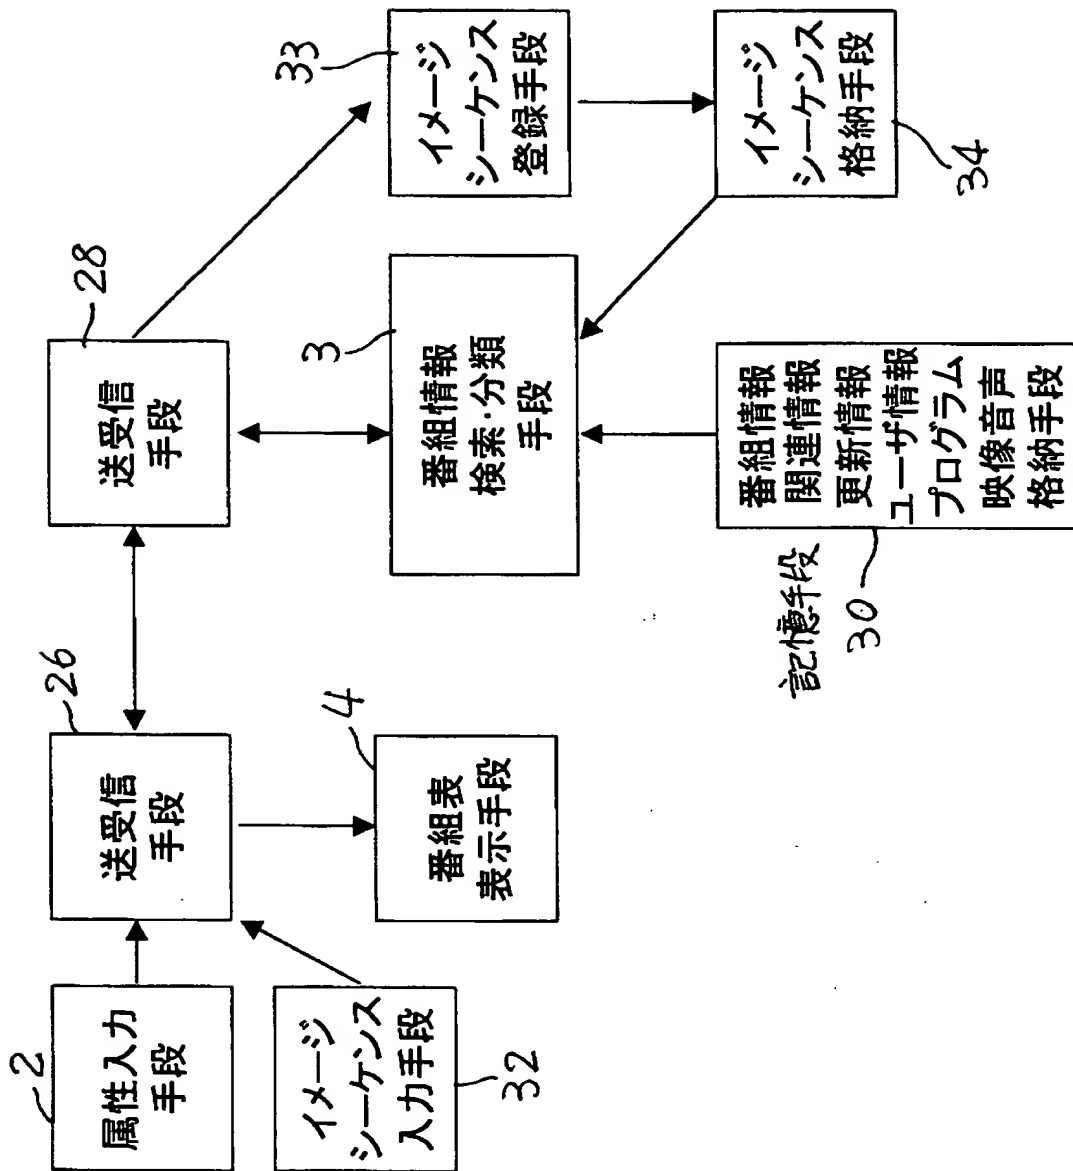 2
属性入力
手段
32
イメージ
シーケンス
入力手段
26
送受信
手段
4
番組表
表示手段
28
送受信
手段
3
番組情報
検索・分類
手段
記憶手段
30
番組情報
関連情報
更新情報
ユーザ情報
プログラム
映像音声
格納手段
33
イメージ
シーケンス
登録手段
34
イメージ
シーケンス
格納手段